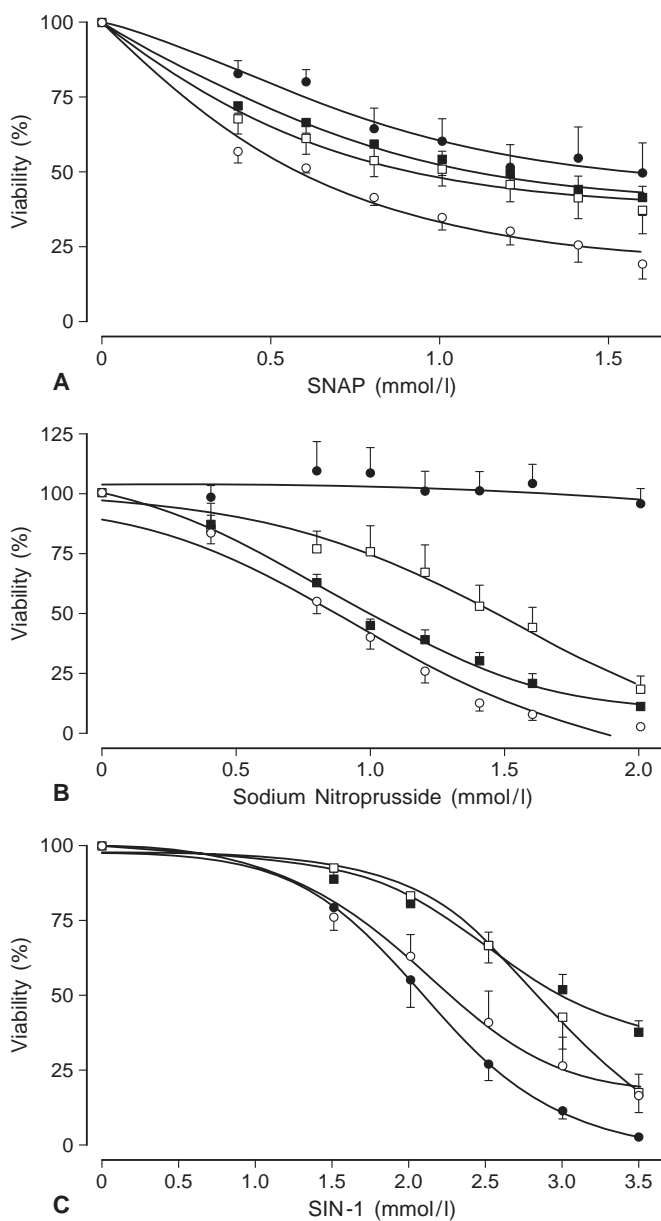 100
75
50
25
0
Viability (%)
0 0.5 1.0 1.5
A
SNAP (mmol/l)
125
100
75
50
25
0
Viability (%)
0 0.5 1.0 1.5 2.0
B
Sodium Nitroprusside (mmol/l)
100
75
50
25
0
Viability (%)
0 0.5 1.0 1.5 2.0 2.5 3.0 3.5
C
SIN-1 (mmol/l)